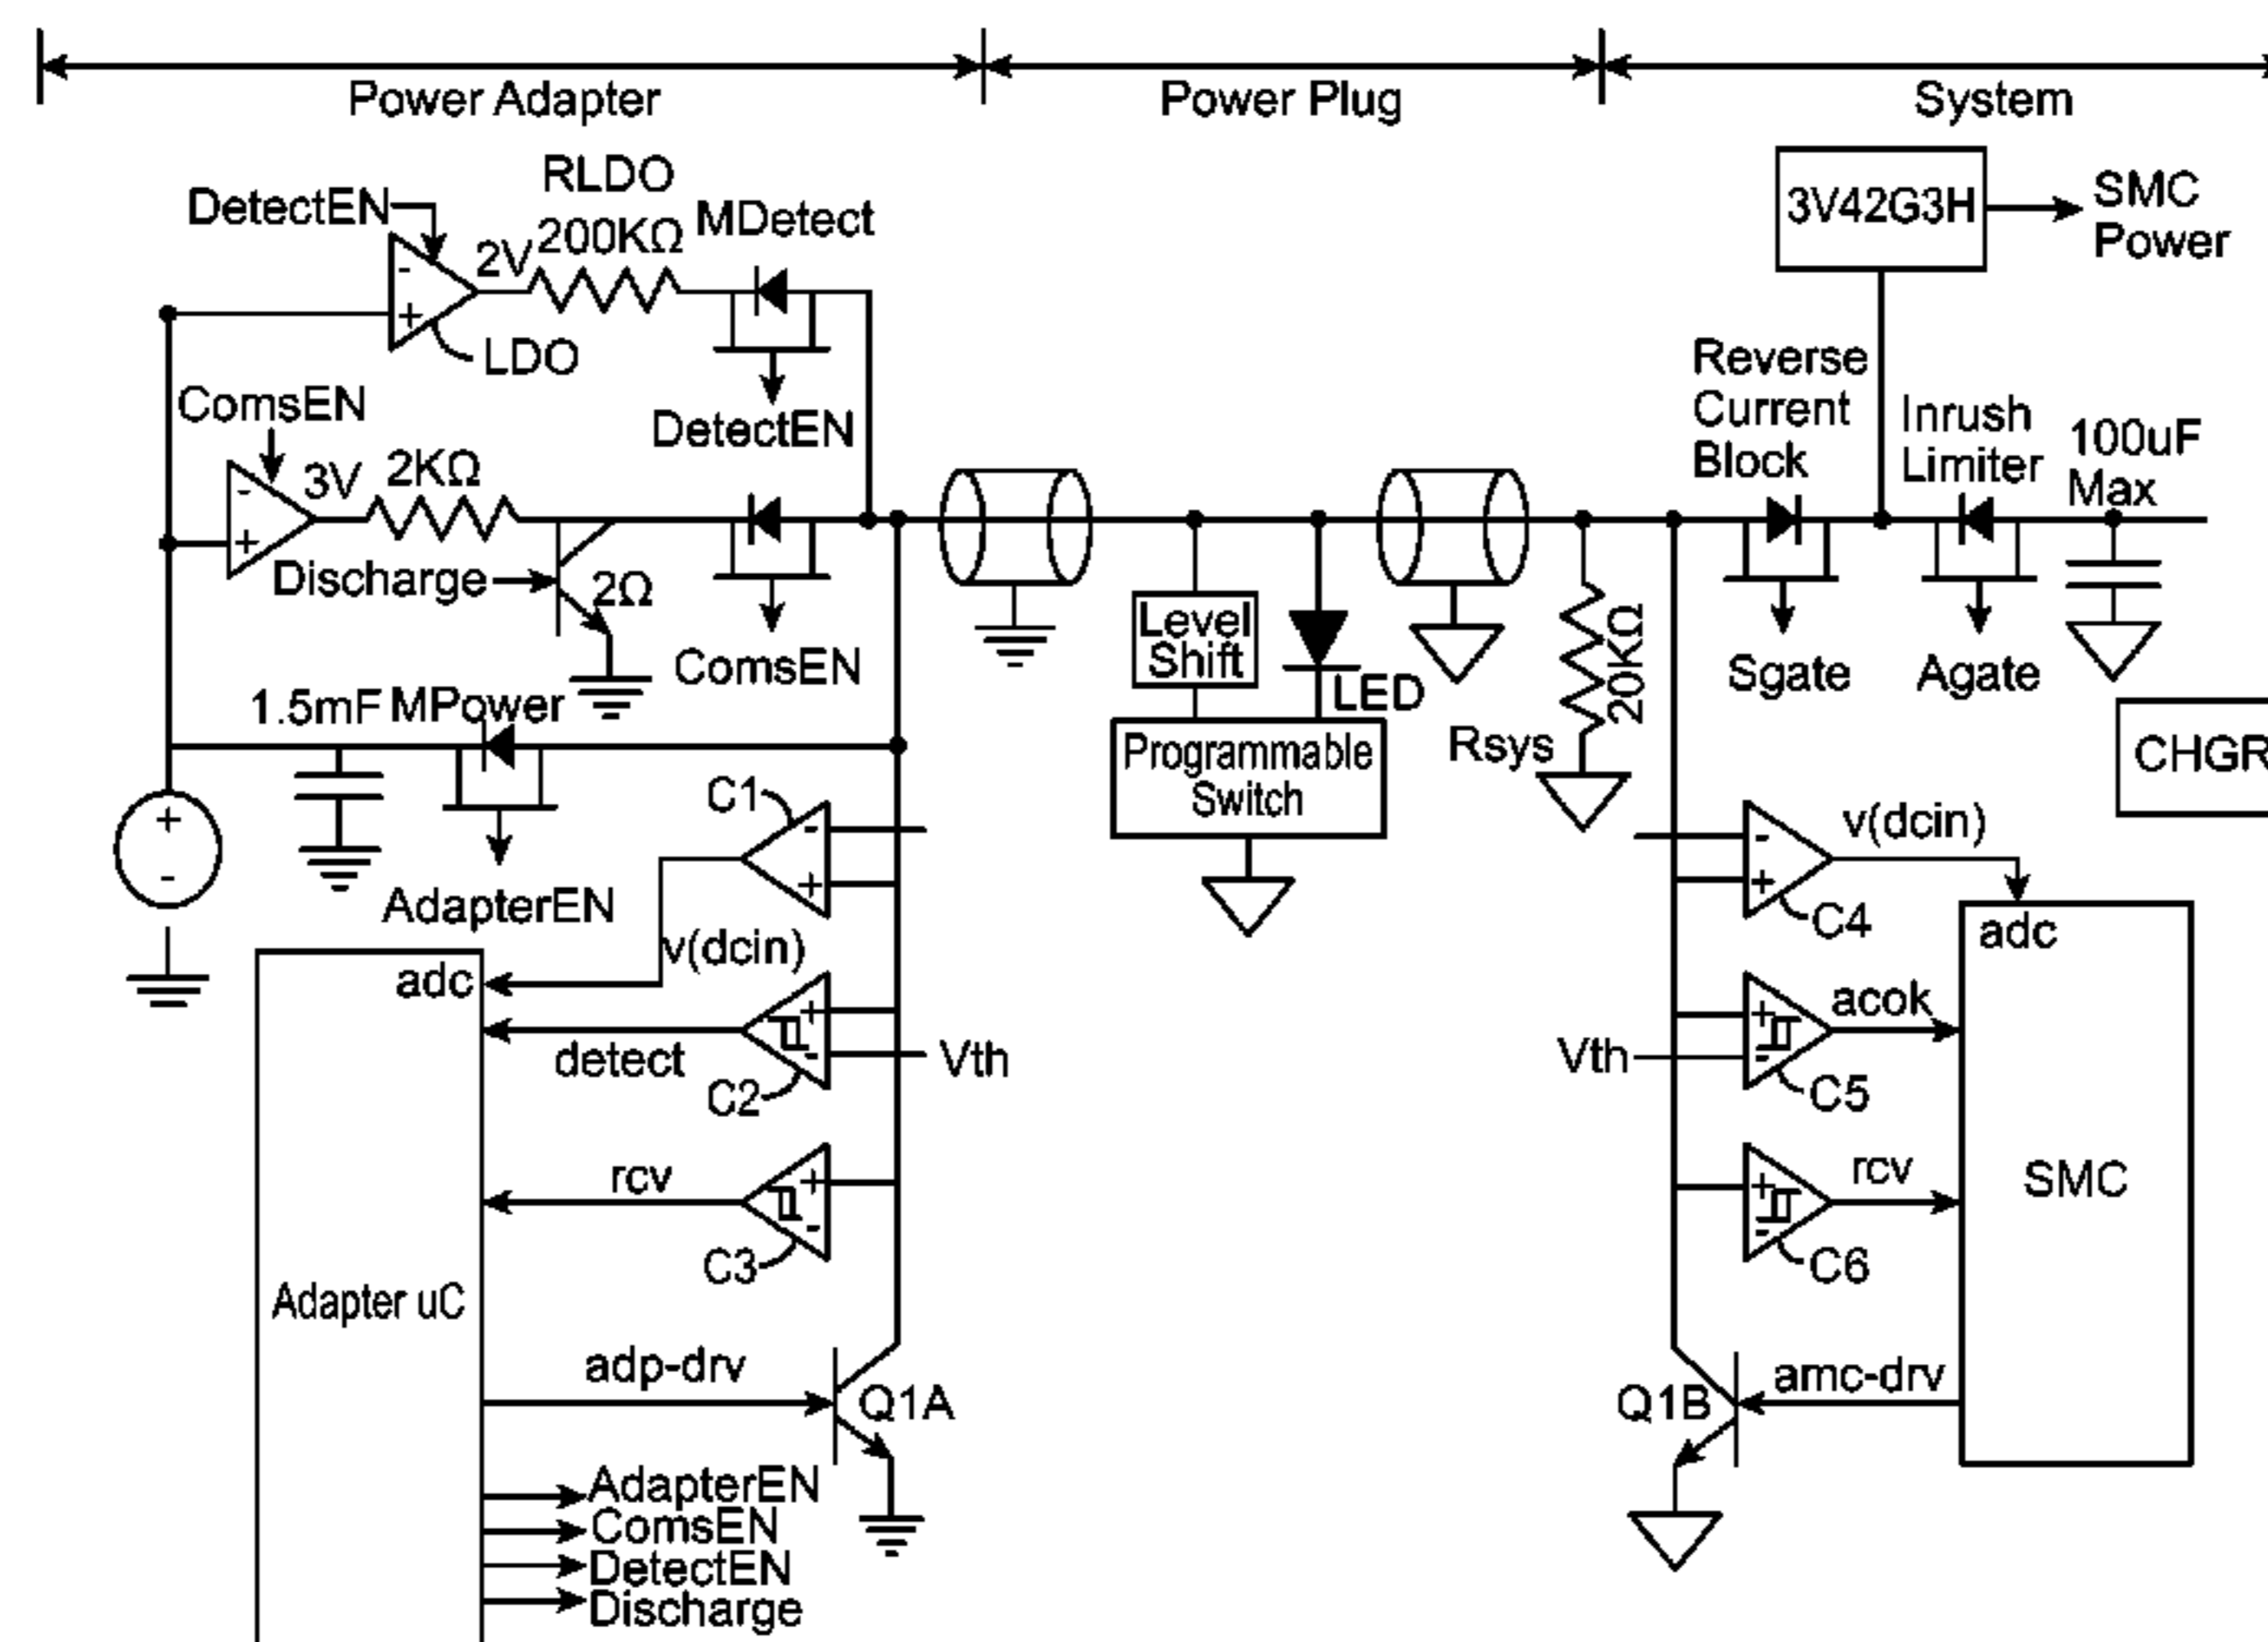 Power Adapter
Power Plug
System
RLDO
DetectEN
2V
200KΩ
MDetect
-
+
LDO
DetectEN
3V42G3H
SMC
Power
ComsEN
3V
2KΩ
-
+
Discharge
2Ω
ComsEN
Reverse
Current
Block
Inrush
Limiter
100uF
Max
Sgate
Agate
Level
Shift
LED
Programmable
Switch
Rsys
20KΩ
CHGR
1.5mF
MPower
AdapterEN
+
-
C1
-
+
v(dcin)
adc
detect
+
-
Vth
C2
rcv
+
-
C3
Adapter uC
adp-drv
Q1A
AdapterEN
ComsEN
DetectEN
Discharge
-
+
v(dcin)
C4
adc
Vth
+
-
acok
C5
+
-
rcv
C6
SMC
Q1B
amc-drv